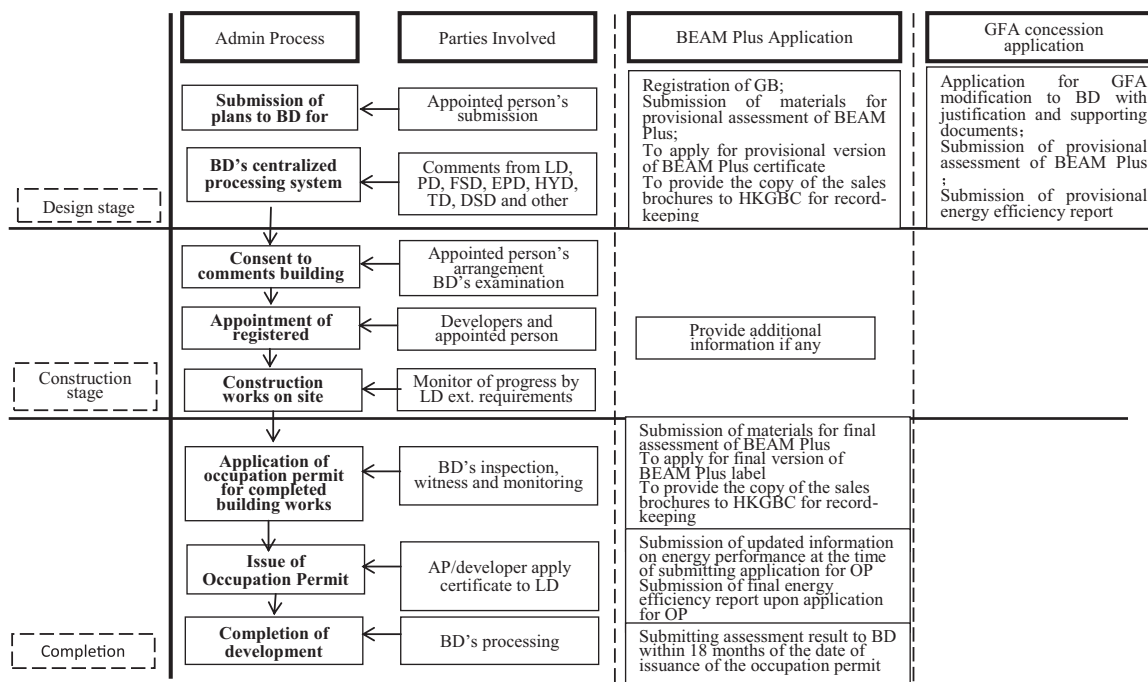 Admin Process
Parties Involved
BEAM Plus Application
GFA concession
application
Submission of
plans to BD for
Appointed person's
submission
BD's centralized
processing system
Comments from LD,
PD, FSD, EPD, HYD,
TD, DSD and other
Registration of GB;
Submission of materials for
provisional assessment of BEAM
Plus;
To apply for provisional version
of BEAM Plus certificate
To provide the copy of the sales
brochures to HKGBC for record-
keeping
Application for GFA
modification to BD with
justification and supporting
documents;
Submission of provisional
assessment of BEAM Plus
;
Submission of provisional
energy efficiency report
Design stage
Consent to
comments building
Appointed person's
arrangement
BD's examination
Appointment of
registered
Developers and
appointed person
Provide additional
information if any
Construction
stage
Construction
works on site
Monitor of progress by
LD ext. requirements
Application of
occupation permit
for completed
building works
BD's inspection,
witness and monitoring
Submission of materials for final
assessment of BEAM Plus
To apply for final version of
BEAM Plus label
To provide the copy of the sales
brochures to HKGBC for record-
keeping
Issue of
Occupation Permit
AP/developer apply
certificate to LD
Submission of updated information
on energy performance at the time
of submitting application for OP
Submission of final energy
efficiency report upon application
for OP
Completion
Completion of
development
BD's processing
Submitting assessment result to BD
within 18 months of the date of
issuance of the occupation permit